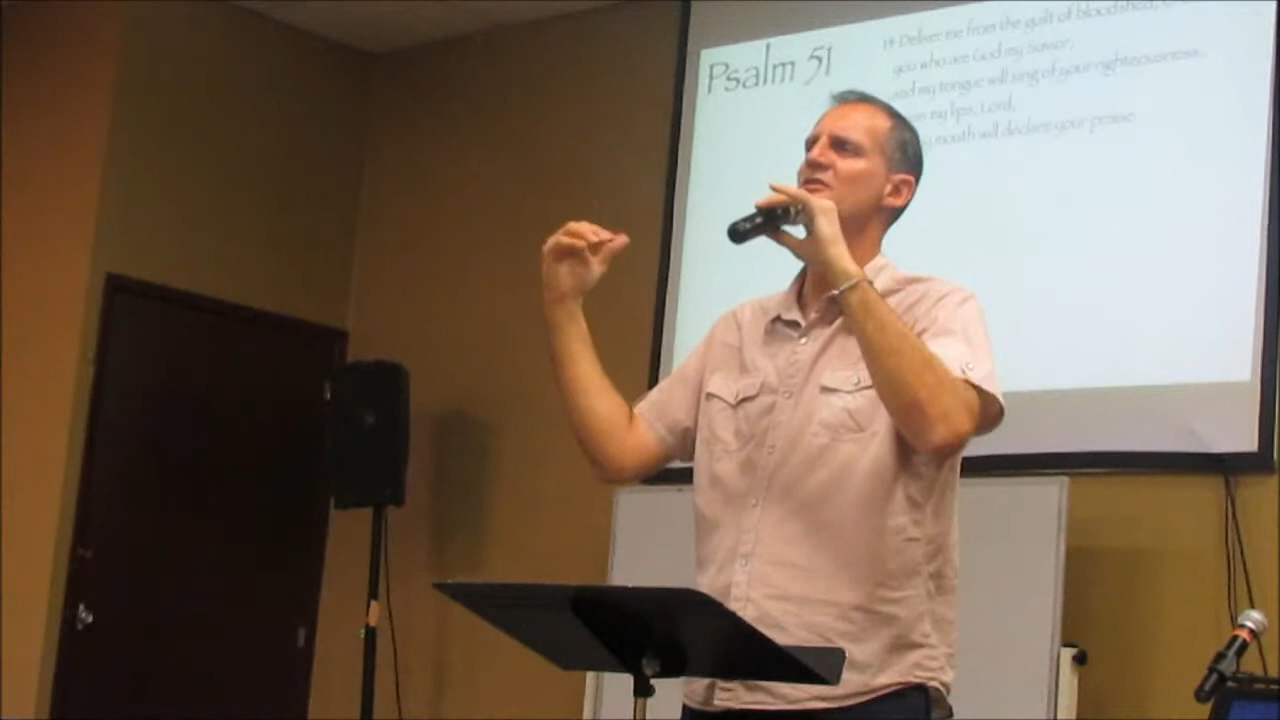 Psalm 51
14 Deliver me from the guilt of bloodshed,
you who are God my Savior,
and my tongue will sing of your righteousness.
my lips, Lord,
mouth will declare your praise.